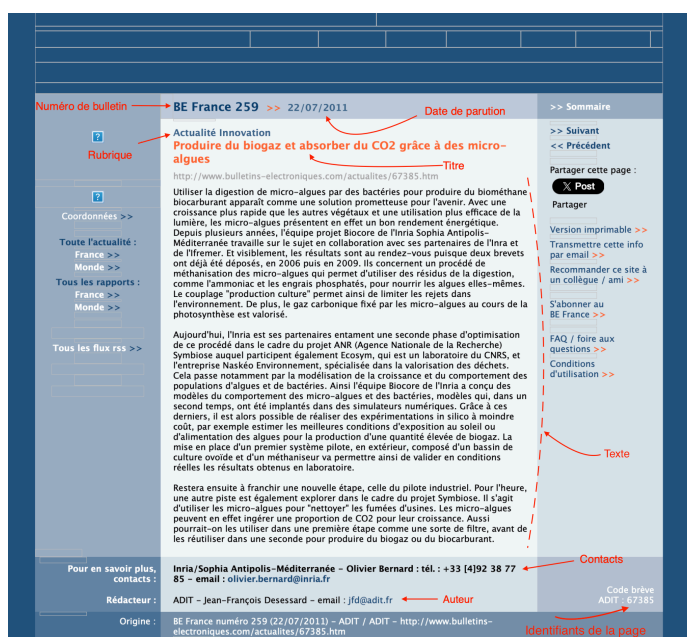 Numéro de bulletin
BE France 259 >> 22/07/2011
Date de parution
>> Sommaire
Rubrique
Actualité Innovation
Produire du biogaz et absorber du CO2 grâce à des micro-
algues
Titre
http://www.bulletins-electroniques.com/actualites/67385.htm
Utiliser la digestion de micro-algues par des bactéries pour produire du biométhane
biocarburant apparaît comme une solution prometteuse pour l'avenir. Avec une
croissance plus rapide que les autres végétaux et une utilisation plus efficace de la
lumière, les micro-algues présentent en effet un bon rendement énergétique.
Depuis plusieurs années, l'équipe projet Biocore de l'Inria Sophia Antipolis-
Méditerranée travaille sur le sujet en collaboration avec ses partenaires de l'Inra et
de l'Ifremer. Et visiblement, les résultats sont au rendez-vous puisque deux brevets
ont déjà été déposés, en 2006 puis en 2009. Ils concernent un procédé de
méthanisation des micro-algues qui permet d'utiliser des résidus de la digestion,
comme l'ammoniac et les engrais phosphatés, pour nourrir les algues elles-mêmes.
Le couplage "production culture" permet ainsi de limiter les rejets dans
l'environnement. De plus, le gaz carbonique fixé par les micro-algues au cours de la
photosynthèse est valorisé.
Aujourd'hui, l'Inria est ses partenaires entament une seconde phase d'optimisation
de ce procédé dans le cadre du projet ANR (Agence Nationale de la Recherche)
Symbiose auquel participent également Ecosym, qui est un laboratoire du CNRS, et
l'entreprise Naskéo Environnement, spécialisée dans la valorisation des déchets.
Cela passe notamment par la modélisation de la croissance et du comportement des
populations d'algues et de bactéries. Ainsi l'équipe Biocore de l'Inria a conçu des
modèles du comportement des micro-algues et des bactéries, modèles qui, dans un
second temps, ont été implantés dans des simulateurs numériques. Grâce à ces
derniers, il est alors possible de réaliser des expérimentations in silico à moindre
coût, par exemple estimer les meilleures conditions d'exposition au soleil ou
d'alimentation des algues pour la production d'une quantité élevée de biogaz. La
mise en place d'un premier système pilote, en extérieur, composé d'un bassin de
culture ovoïde et d'un méthaniseur va permettre ainsi de valider en conditions
réelles les résultats obtenus en laboratoire.
Restera ensuite à franchir une nouvelle étape, celle du pilote industriel. Pour l'heure,
une autre piste est également explorer dans le cadre du projet Symbiose. Il s'agit
d'utiliser les micro-algues pour "nettoyer" les fumées d'usines. Les micro-algues
peuvent en effet ingérer une proportion de CO2 pour leur croissance. Aussi
pourrait-on les utiliser dans une première étape comme une sorte de filtre, avant de
les réutiliser dans une seconde pour produire du biogaz ou du biocarburant.
Coordonnées >>
Toute l'actualité :
France >>
Monde >>
Tous les rapports :
France >>
Monde >>
Tous les flux rss >>
>> Suivant
<< Précédent
Partager cette page :
X Post
Partager
Version imprimable >>
Transmettre cette info
par email >>
Recommander ce site à
un collègue / ami >>
S'abonner au
BE France >>
FAQ / foire aux
questions >>
Conditions
d'utilisation >>
Texte
Pour en savoir plus,
contacts :
Inria/Sophia Antipolis-Méditerranée - Olivier Bernard : tél. : +33 [4]92 38 77
85 - email : olivier.bernard@inria.fr
Contacts
Rédacteur :
ADIT - Jean-François Desessard - email : jfd@adit.fr
Auteur
Code brève
ADIT : 67385
Origine :
BE France numéro 259 (22/07/2011) - ADIT / ADIT - http://www.bulletins-
electroniques.com/actualites/67385.htm
Identifiants de la page